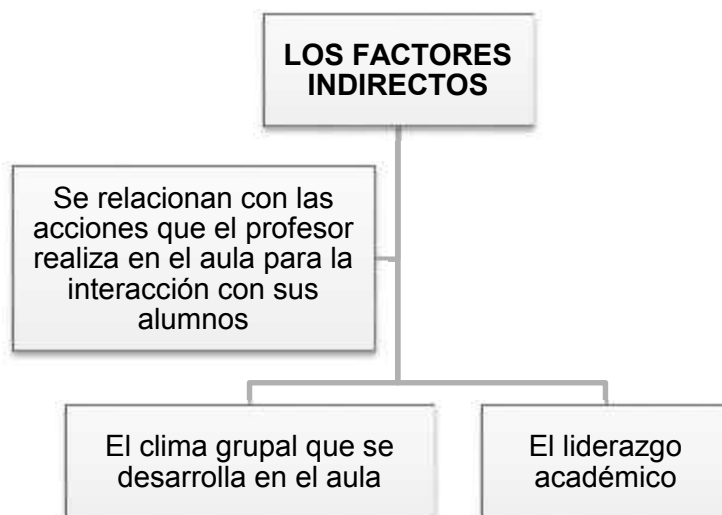 LOS FACTORES
INDIRECTOS
Se relacionan con las
acciones que el profesor
realiza en el aula para la
interacción con sus
alumnos
El clima grupal que se
desarrolla en el aula
El liderazgo
académico